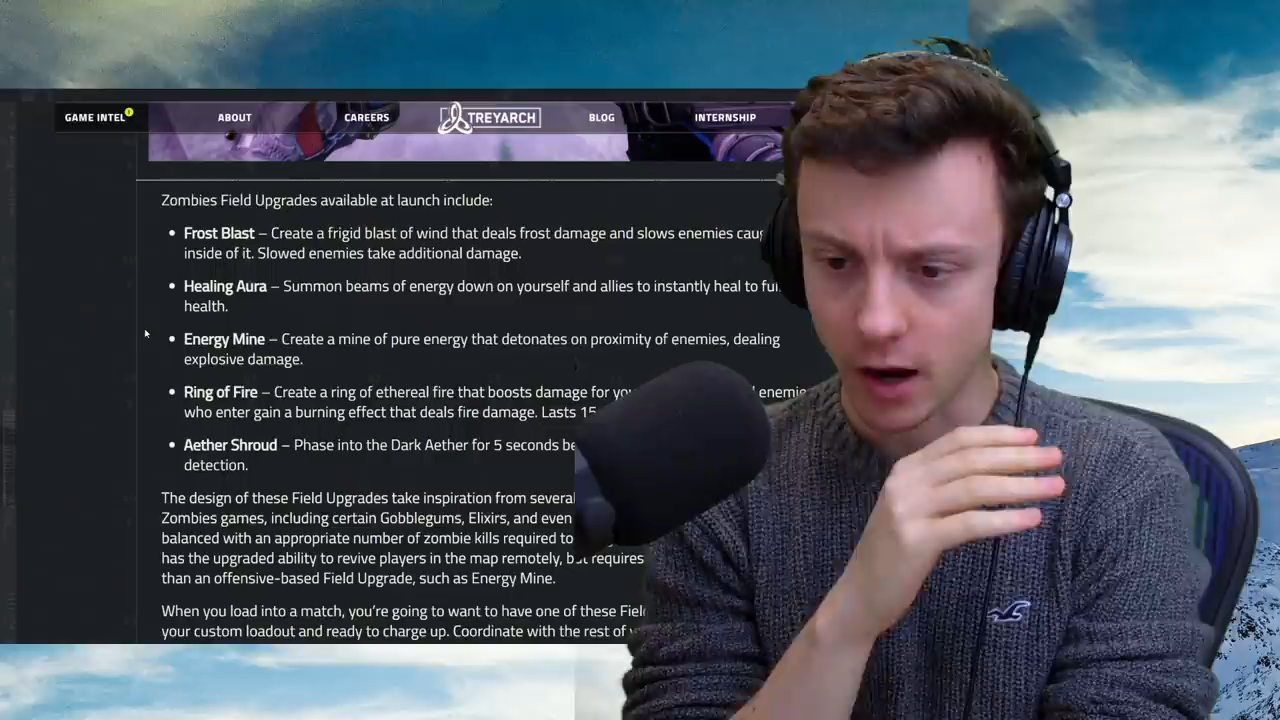 GAME INTEL
ABOUT
CAREERS
TREYARCH
BLOG
INTERNSHIP
Zombies Field Upgrades available at launch include:
• Frost Blast – Create a frigid blast of wind that deals frost damage and slows enemies
inside of it. Slowed enemies take additional damage.
• Healing Aura – Summon beams of energy down on yourself and allies to instantly heal to
health.
• Energy Mine – Create a mine of pure energy that detonates on proximity of enemies, dealing
explosive damage.
• Ring of Fire – Create a ring of ethereal fire that boosts damage for
who enter gain a burning effect that deals fire damage. Lasts 15
• Aether Shroud – Phase into the Dark Aether for 5 seconds
detection.
The design of these Field Upgrades take inspiration from several
Zombies games, including certain Gobblegums, Elixirs, and even
balanced with an appropriate number of zombie kills required to
has the upgraded ability to revive players in the map remotely, but requires
than an offensive-based Field Upgrade, such as Energy Mine.
When you load into a match, you're going to want to have one of these
your custom loadout and ready to charge up. Coordinate with the rest of